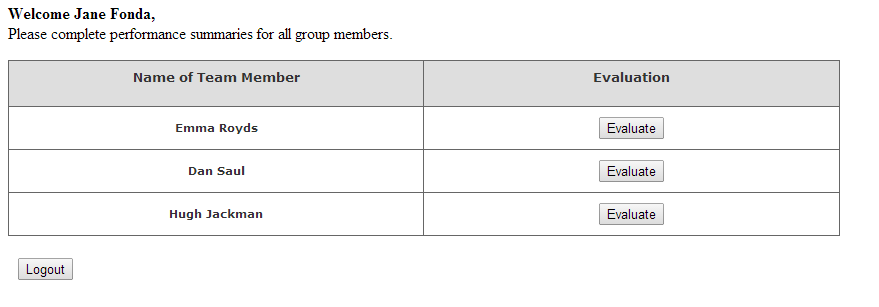 Welcome Jane Fonda,
Please complete performance summaries for all group members.
Name of Team Member Evaluation
Emma Royds Evaluate
Dan Saul Evaluate
Hugh Jackman Evaluate
Logout